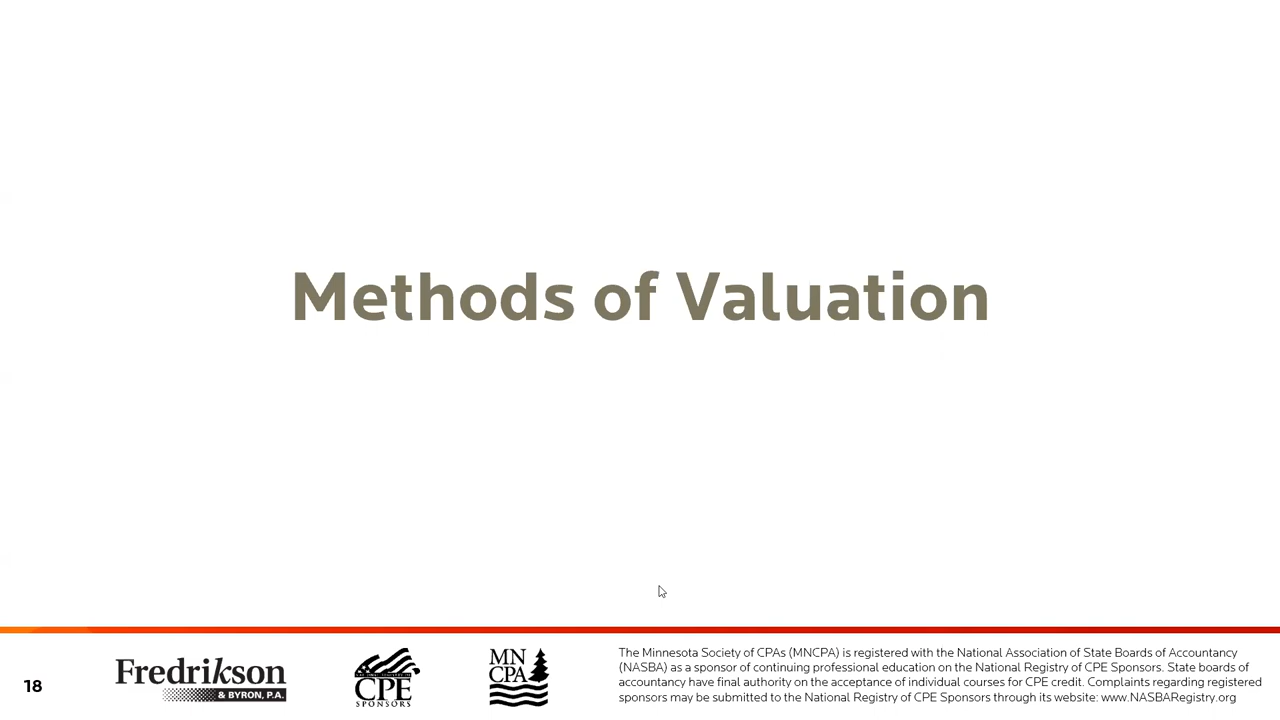 Methods of Valuation
18
Fredrikson
& BYRON, P.A.
CPE
SPONSORS
MN
CPA
The Minnesota Society of CPAs (MNCPA) is registered with the National Association of State Boards of Accountancy
(NASBA) as a sponsor of continuing professional education on the National Registry of CPE Sponsors. State boards of
accountancy have final authority on the acceptance of individual courses for CPE credit. Complaints regarding registered
sponsors may be submitted to the National Registry of CPE Sponsors through its website: www.NASBARegistry.org